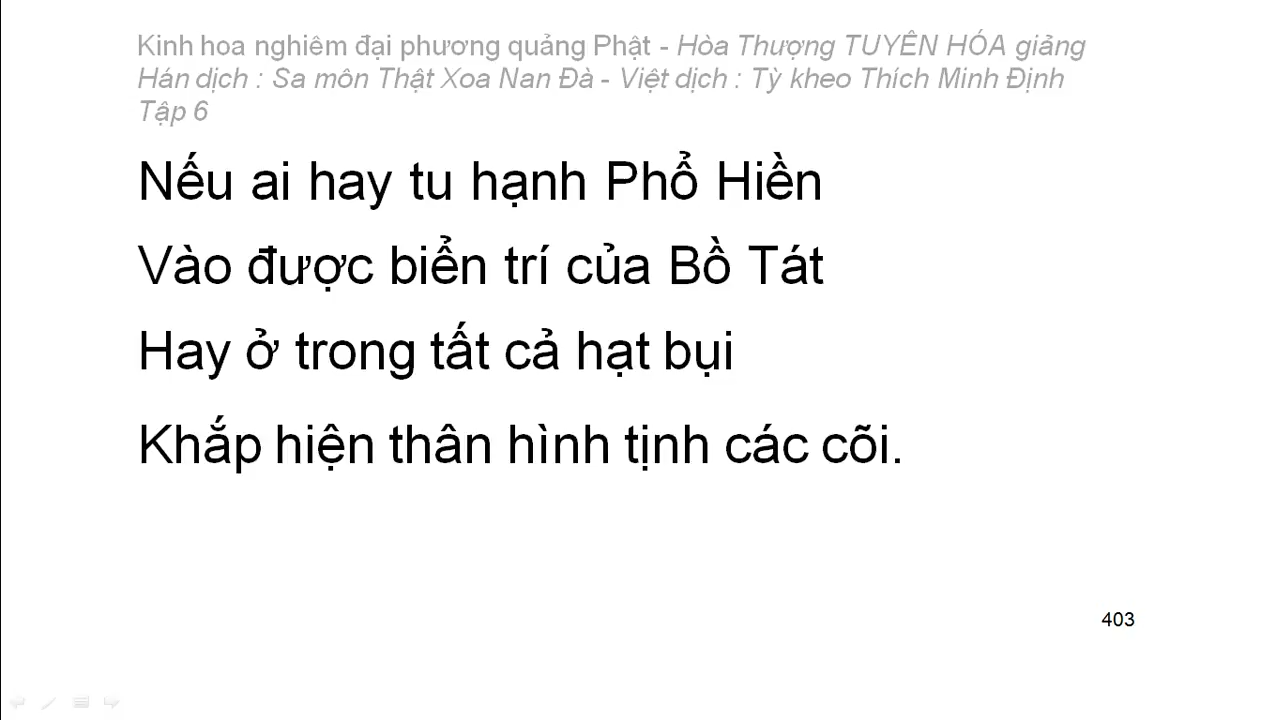 Kinh hoa nghiêm đại phương quảng Phật - Hòa Thượng TUYÊN HÓA giảng
Hán dịch : Sa môn Thật Xoa Nan Đà - Việt dịch : Tỳ kheo Thích Minh Định
Tập 6
Nếu ai hay tu hạnh Phổ Hiền
Vào được biển trí của Bồ Tát
Hay ở trong tất cả hạt bụi
Khắp hiện thân hình tịnh các cõi.
403